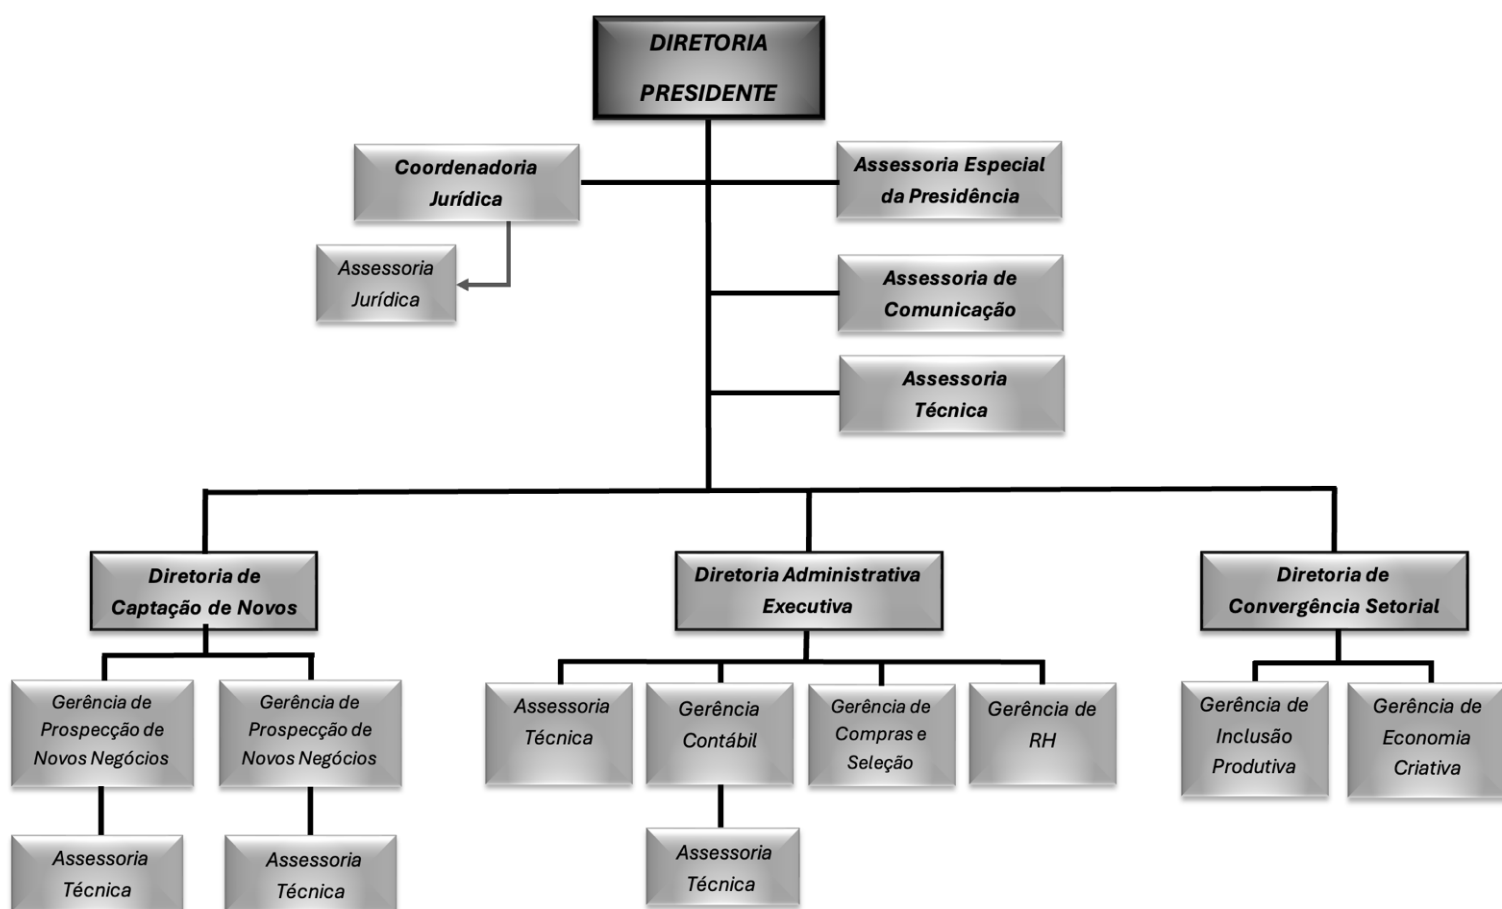 DIRETORIA
PRESIDENTE
Coordenadoria
Jurídica
Assessoria Especial
da Presidência
Assessoria
Jurídica
Assessoria de
Comunicação
Assessoria
Técnica
Diretoria de
Captação de Novos
Diretoria Administrativa
Executiva
Diretoria de
Convergência Setorial
Gerência de
Prospecção de
Novos Negócios
Gerência de
Prospecção de
Novos Negócios
Assessoria
Técnica
Gerência
Contábil
Gerência de
Compras e
Seleção
Gerência de
RH
Gerência de
Inclusão
Produtiva
Gerência de
Economia
Criativa
Assessoria
Técnica
Assessoria
Técnica
Assessoria
Técnica